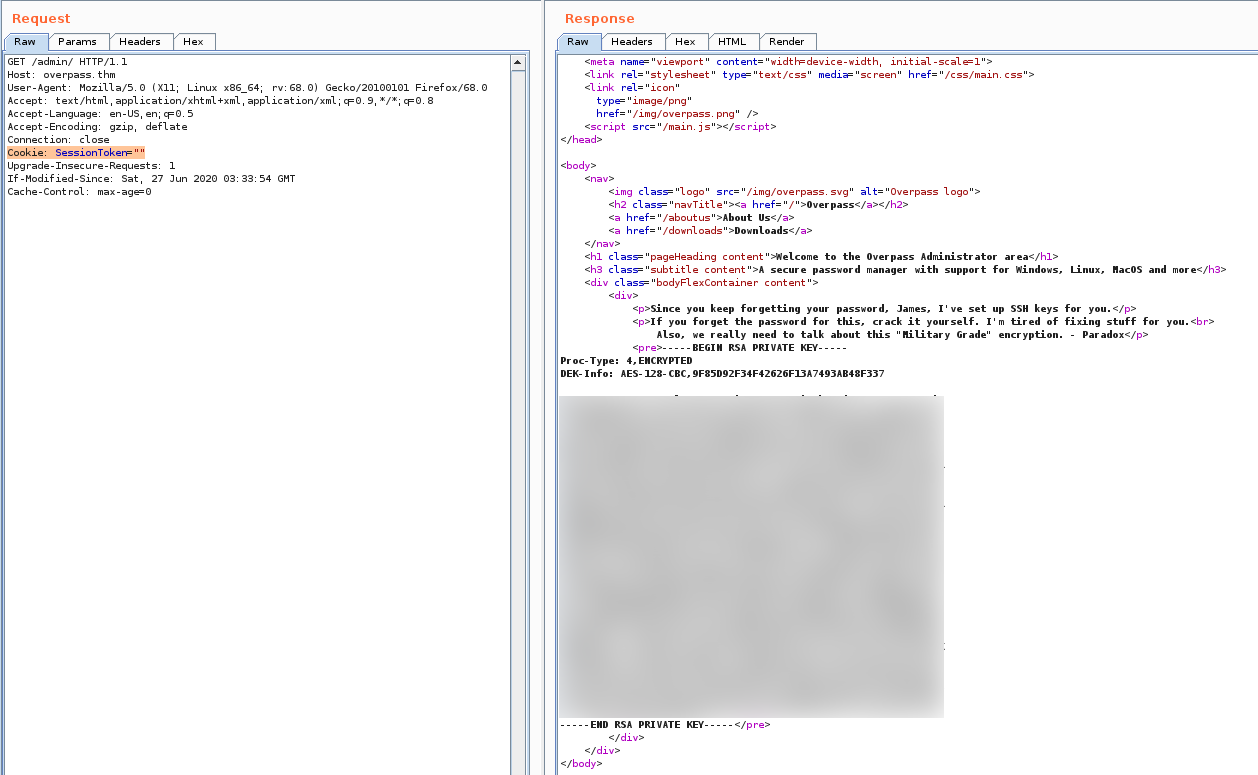 Request
Raw Params Headers Hex
GET /admin/ HTTP/1.1
Host: overpass.thm
User-Agent: Mozilla/5.0 (X11; Linux x86_64; rv:68.0) Gecko/20100101 Firefox/68.0
Accept: text/html,application/xhtml+xml,application/xml;q=0.9,*/*;q=0.8
Accept-Language: en-US,en;q=0.5
Accept-Encoding: gzip, deflate
Connection: close
Cookie: SessionToken=""
Upgrade-Insecure-Requests: 1
If-Modified-Since: Sat, 27 Jun 2020 03:33:54 GMT
Cache-Control: max-age=0
Response
Raw Headers Hex HTML Render
<meta name="viewport" content="width=device-width, initial-scale=1">
<link rel="stylesheet" type="text/css" media="screen" href="/css/main.css">
<link rel="icon"
type="image/png"
href="/img/overpass.png" />
<script src="/main.js"></script>
</head>
<body>
<nav>
<img class="logo" src="/img/overpass.svg" alt="Overpass logo">
<h2 class="navTitle"><a href="/">Overpass</a></h2>
<a href="/aboutus">About Us</a>
<a href="/downloads">Downloads</a>
</nav>
<h1 class="pageHeading content">Welcome to the Overpass Administrator area</h1>
<h3 class="subtitle content">A secure password manager with support for Windows, Linux, MacOS and more</h3>
<div class="bodyFlexContainer content">
<div>
<p>Since you keep forgetting your password, James, I've set up SSH keys for you.</p>
<p>If you forget the password for this, crack it yourself. I'm tired of fixing stuff for you.<br>
Also, we really need to talk about this "Military Grade" encryption. - Paradox</p>
<pre>-----BEGIN RSA PRIVATE KEY-----
Proc-Type: 4,ENCRYPTED
DEK-Info: AES-128-CBC,9F85D92F34F42626F13A7493AB48F337
-----END RSA PRIVATE KEY-----</pre>
</div>
</div>
</body>